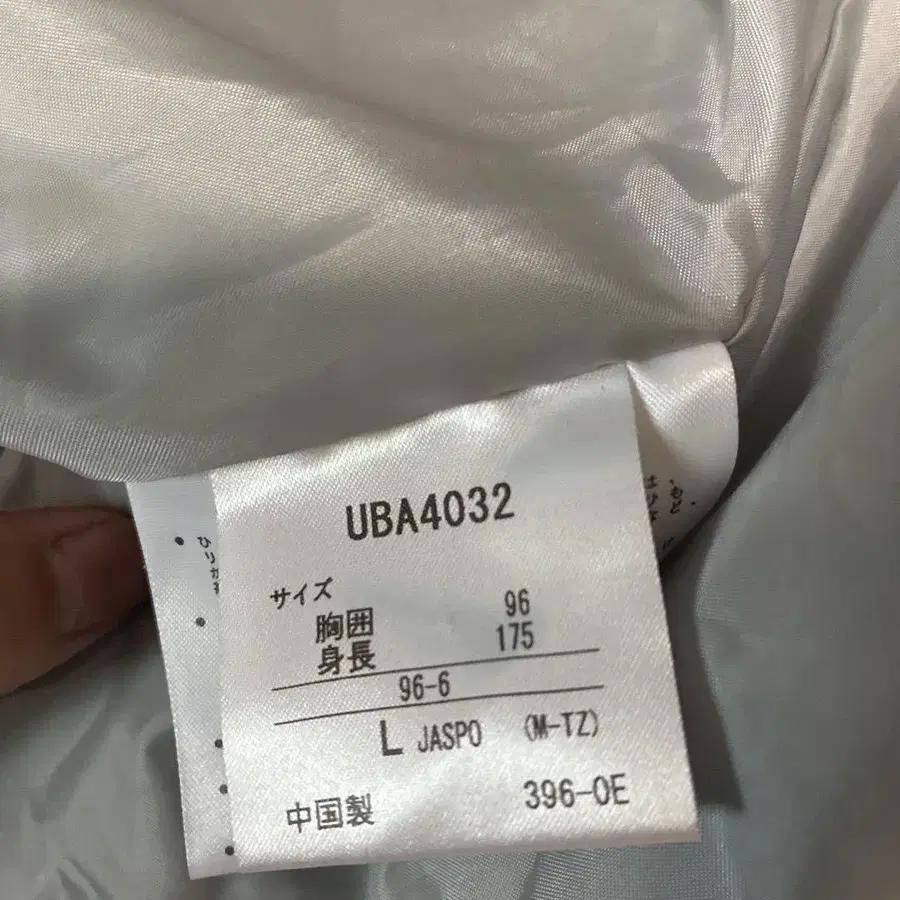 UBA4032
サイズ
胸囲 96
身長 175
96-6
L JASPO (M-TZ)
中国製 396-0E